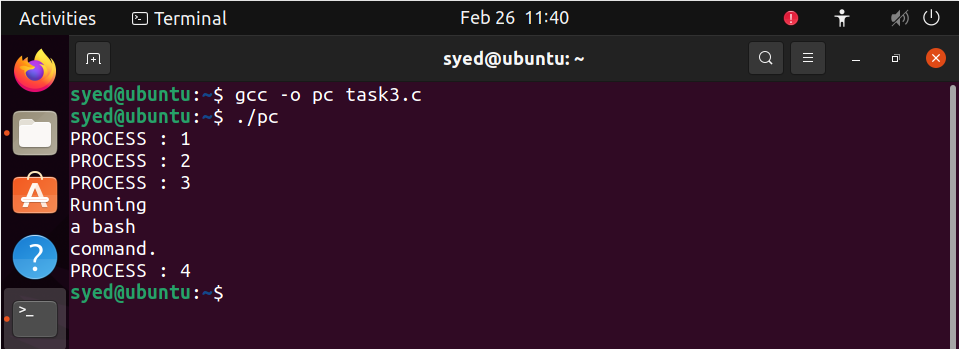 Activities Terminal Feb 26 11:40
syed@ubuntu: ~
syed@ubuntu:~$ gcc -o pc task3.c
syed@ubuntu:~$ ./pc
PROCESS : 1
PROCESS : 2
PROCESS : 3
Running
a bash
command.
PROCESS : 4
syed@ubuntu:~$